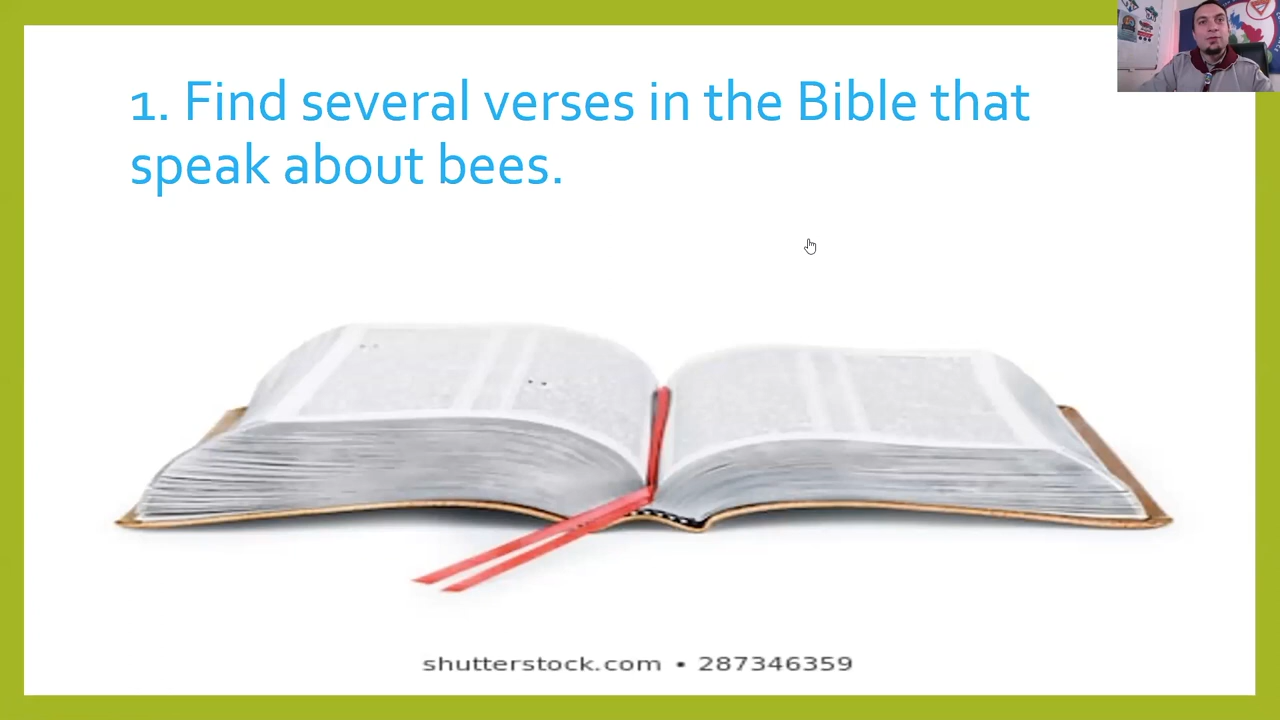 1. Find several verses in the Bible that
speak about bees.
shutterstock.com • 287346359